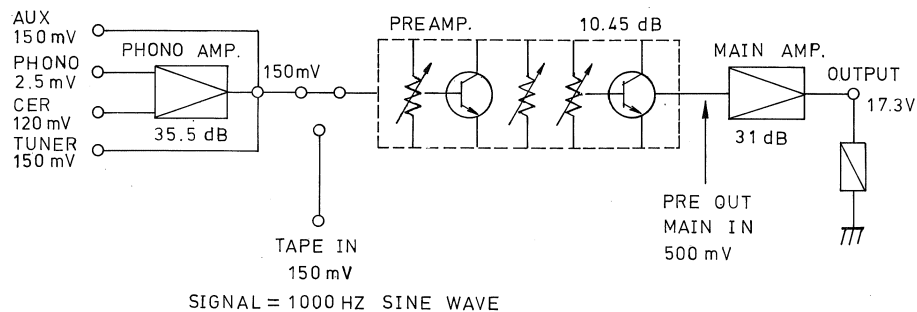 AUX
150 mV
PHONO
2.5 mV
CER
120 mV
TUNER
150 mV
PHONO AMP.
35.5 dB
150 mV
TAPE IN
150 mV
SIGNAL = 1000 HZ SINE WAVE
PREAMP.
10.45 dB
PRE OUT
MAIN IN
500 mV
MAIN AMP.
31 dB
OUTPUT
17.3V